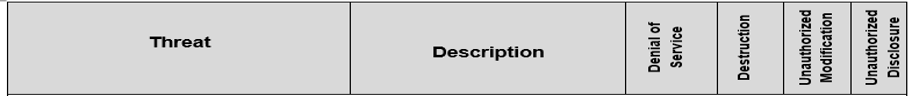 Threat
Description
Denial of
Service
Destruction
Unauthorized
Modification
Unauthorized
Disclosure